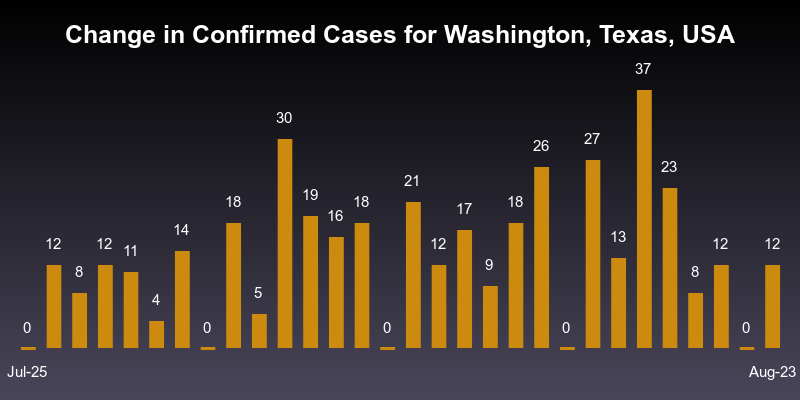 Change in Confirmed Cases for Washington, Texas, USA
0 12 8 12 11 4 14 0 18 5 30 19 16 18 0 21 12 17 9 18 26 0 27 13 37 23 8 12 0 12
Jul-25 Aug-23